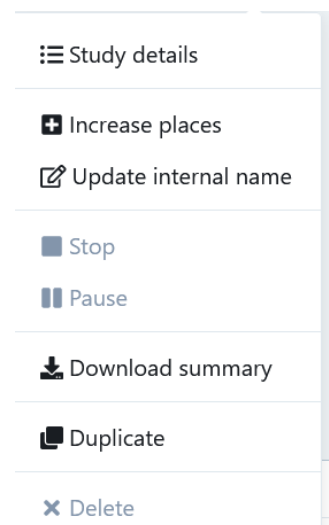 Study details
Increase places
Update internal name
Stop
Pause
Download summary
Duplicate
Delete